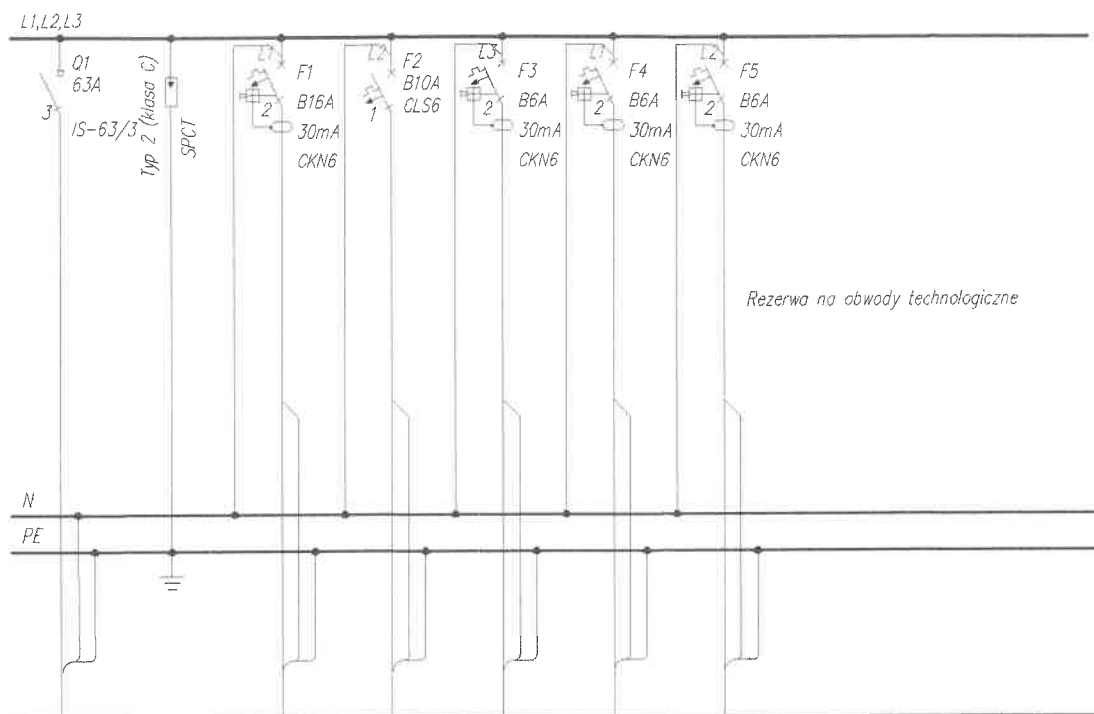 L1,L2,L3
Q1
63A
3
IS-63/3
Typ 2 (klasa C)
SPCT
L1
F1
B16A
2
30mA
CKN6
L2
F2
B10A
1
CLS6
L3
F3
B6A
2
30mA
CKN6
L1
F4
B6A
2
30mA
CKN6
L2
F5
B6A
2
30mA
CKN6
Rezerwa na obwody technologiczne
N
PE